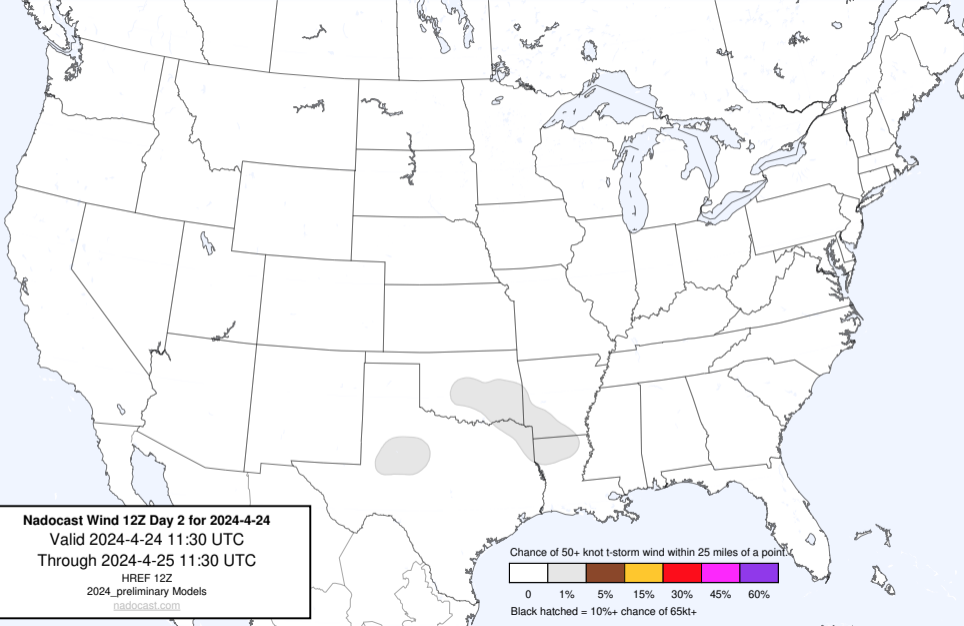 Nadocast Wind 12Z Day 2 for 2024-4-24
Valid 2024-4-24 11:30 UTC
Through 2024-4-25 11:30 UTC
HREF 12Z
2024_preliminary Models
nadocast.com
Chance of 50+ knot t-storm wind within 25 miles of a point.
0 1% 5% 15% 30% 45% 60%
Black hatched = 10%+ chance of 65kt+